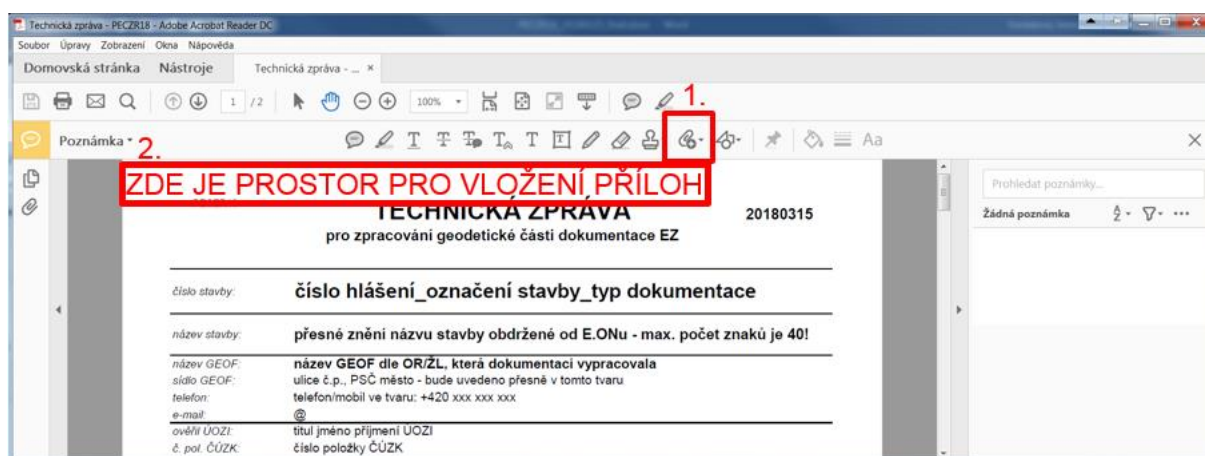 Technická zpráva - PECZR18 - Adobe Acrobat Reader DC
Soubor Úpravy Zobrazení Okna Nápověda
Domovská stránka Nástroje Technická zpráva - ... ×
1 / 2 100%
1.
Poznámka
Aa
2.
ZDE JE PROSTOR PRO VLOŽENÍ PŘÍLOH
Prohledat poznámky...
TECHNICKÁ ZPRÁVA 20180315
Žádná poznámka
pro zpracování geodetické části dokumentace EZ
číslo stavby: číslo hlášení_označení stavby_typ dokumentace
název stavby: přesné znění názvu stavby obdržené od E.ONu - max. počet znaků je 40!
název GEOF: název GEOF dle OR/ŽL, která dokumentaci vypracovala
sídlo GEOF: ulice č.p., PSČ město - bude uvedeno přesně v tomto tvaru
telefon: telefon/mobil ve tvaru: +420 xxx xxx xxx
e-mail: @
ověřil ÚOZI: titul jméno příjmení ÚOZI
č. pol. ČÚZK: číslo položky ČÚZK